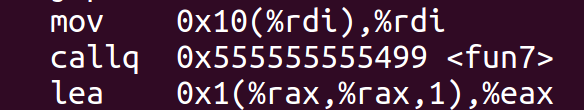 mov 0x10(%rdi),%rdi
callq 0x555555555499 <fun7>
lea 0x1(%rax,%rax,1),%eax